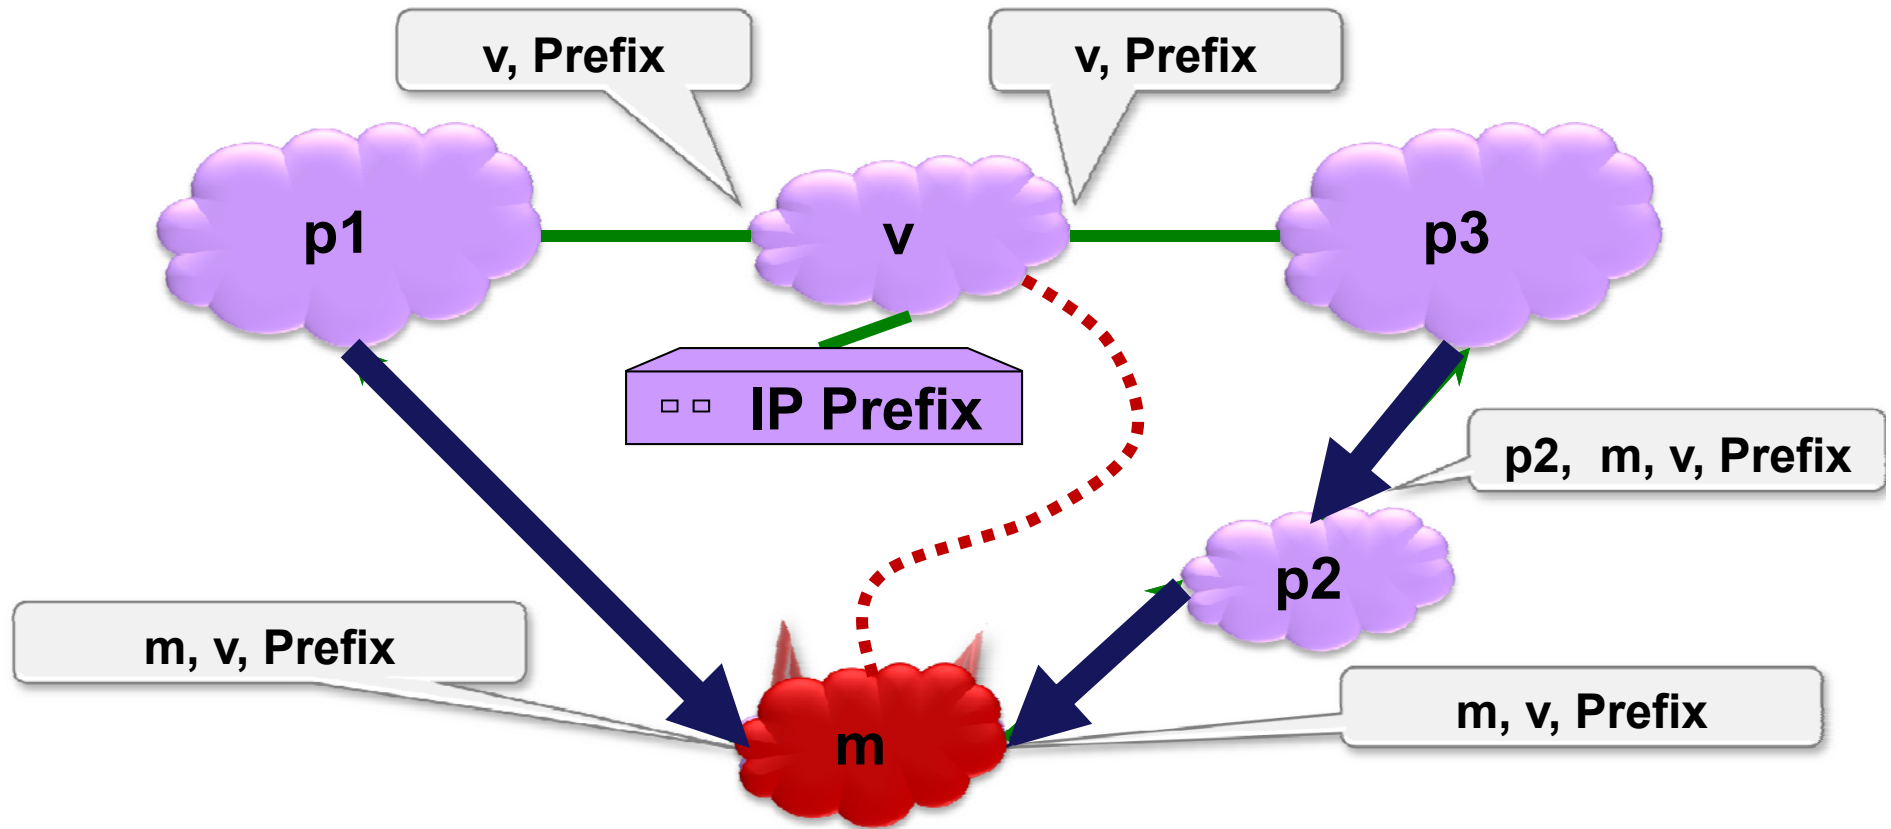 v, Prefix
v, Prefix
p1
v
p3
IP Prefix
p2, m, v, Prefix
p2
m, v, Prefix
m, v, Prefix
m